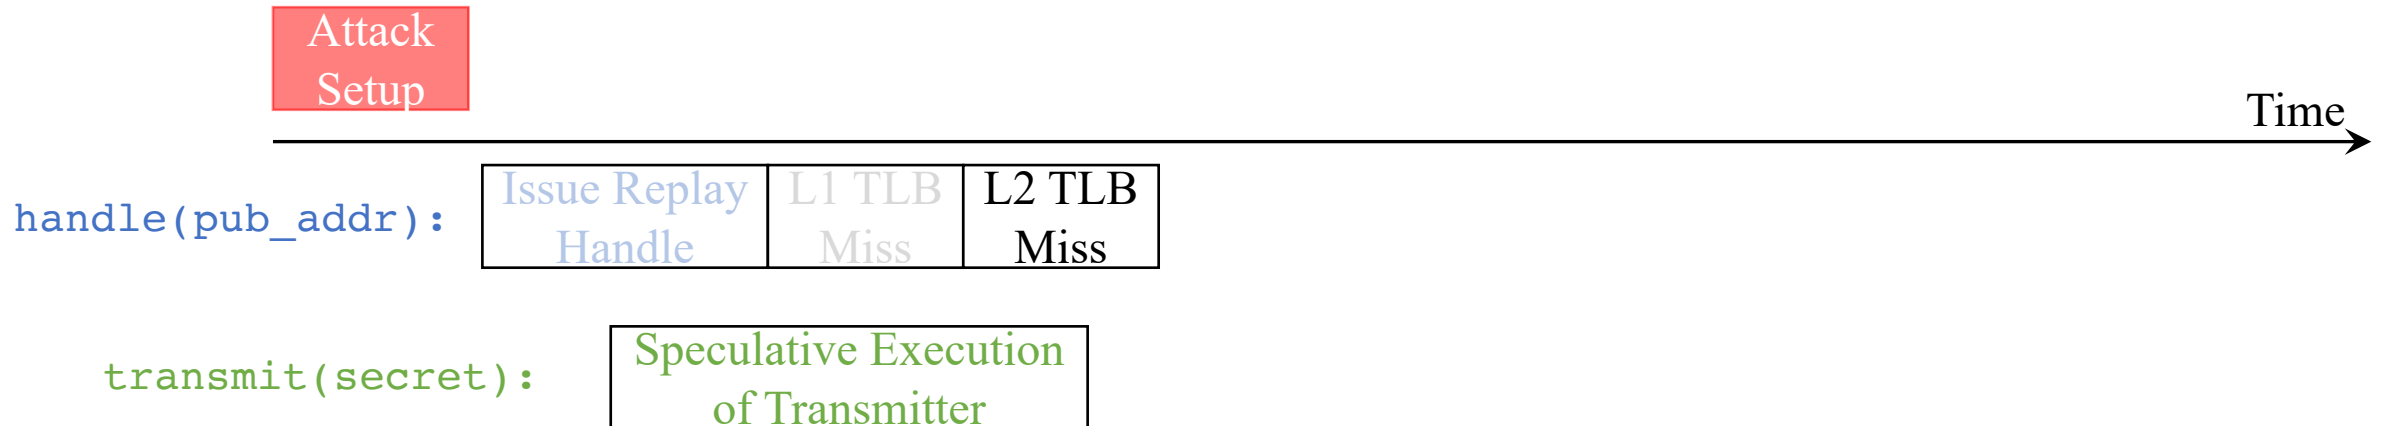 Attack
Setup
Time
handle(pub_addr):
Issue Replay
Handle
L1 TLB
Miss
L2 TLB
Miss
transmit(secret):
Speculative Execution
of Transmitter